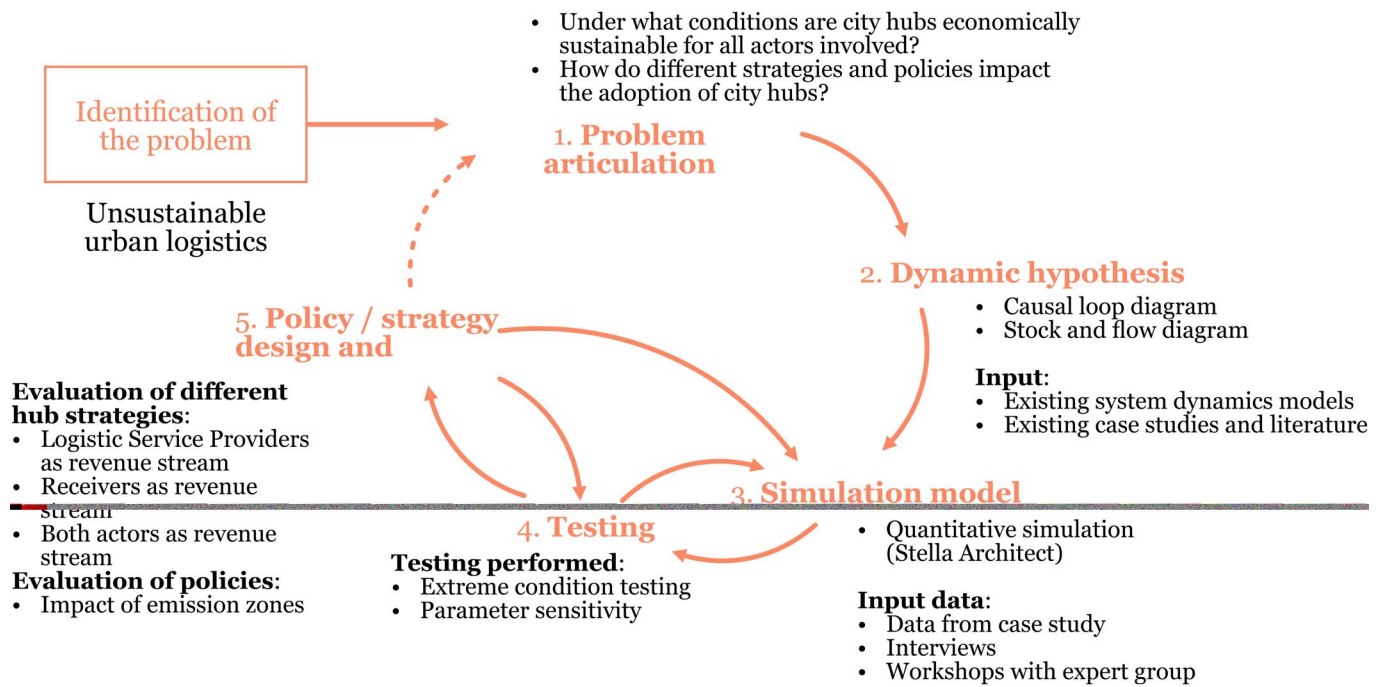 • Under what conditions are city hubs economically
sustainable for all actors involved?
• How do different strategies and policies impact
the adoption of city hubs?
Identification of
the problem
1. Problem
articulation
Unsustainable
urban logistics
2. Dynamic hypothesis
• Causal loop diagram
• Stock and flow diagram
Input:
• Existing system dynamics models
• Existing case studies and literature
5. Policy / strategy
design and
Evaluation of different
hub strategies:
• Logistic Service Providers
as revenue stream
• Receivers as revenue
stream
• Both actors as revenue
stream
Evaluation of policies:
• Impact of emission zones
3. Simulation model
• Quantitative simulation
(Stella Architect)
Input data:
• Data from case study
• Interviews
• Workshops with expert group
4. Testing
Testing performed:
• Extreme condition testing
• Parameter sensitivity